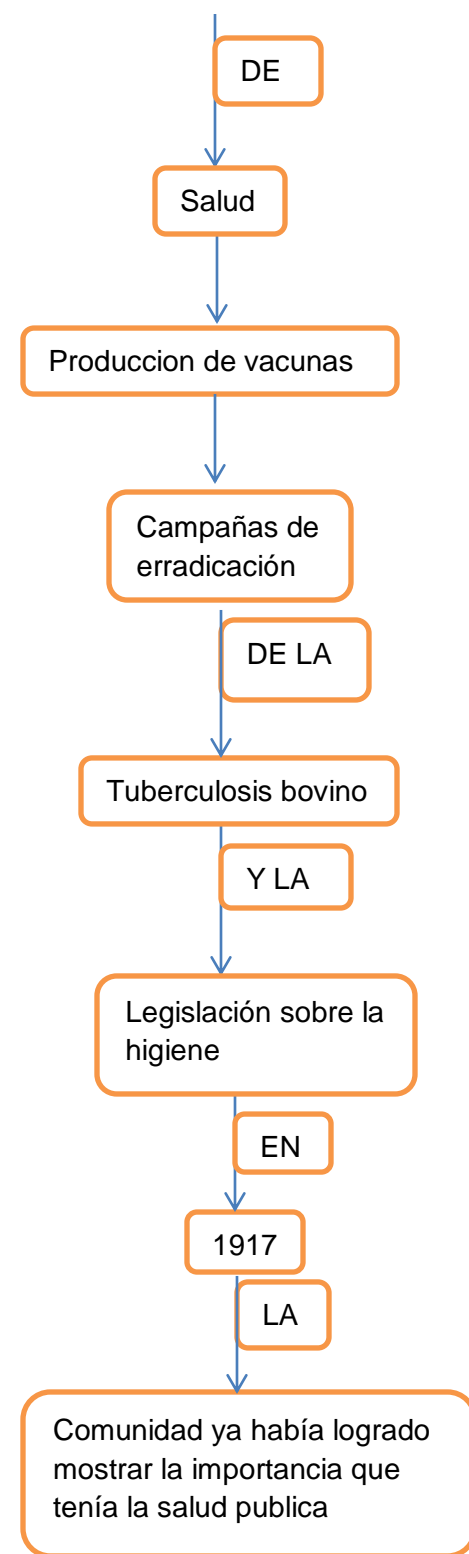 DE
Salud
Produccion de vacunas
Campañas de
erradicación
DE LA
Tuberculosis bovino
Y LA
Legislación sobre la
higiene
EN
1917
LA
Comunidad ya había logrado
mostrar la importancia que
tenía la salud publica